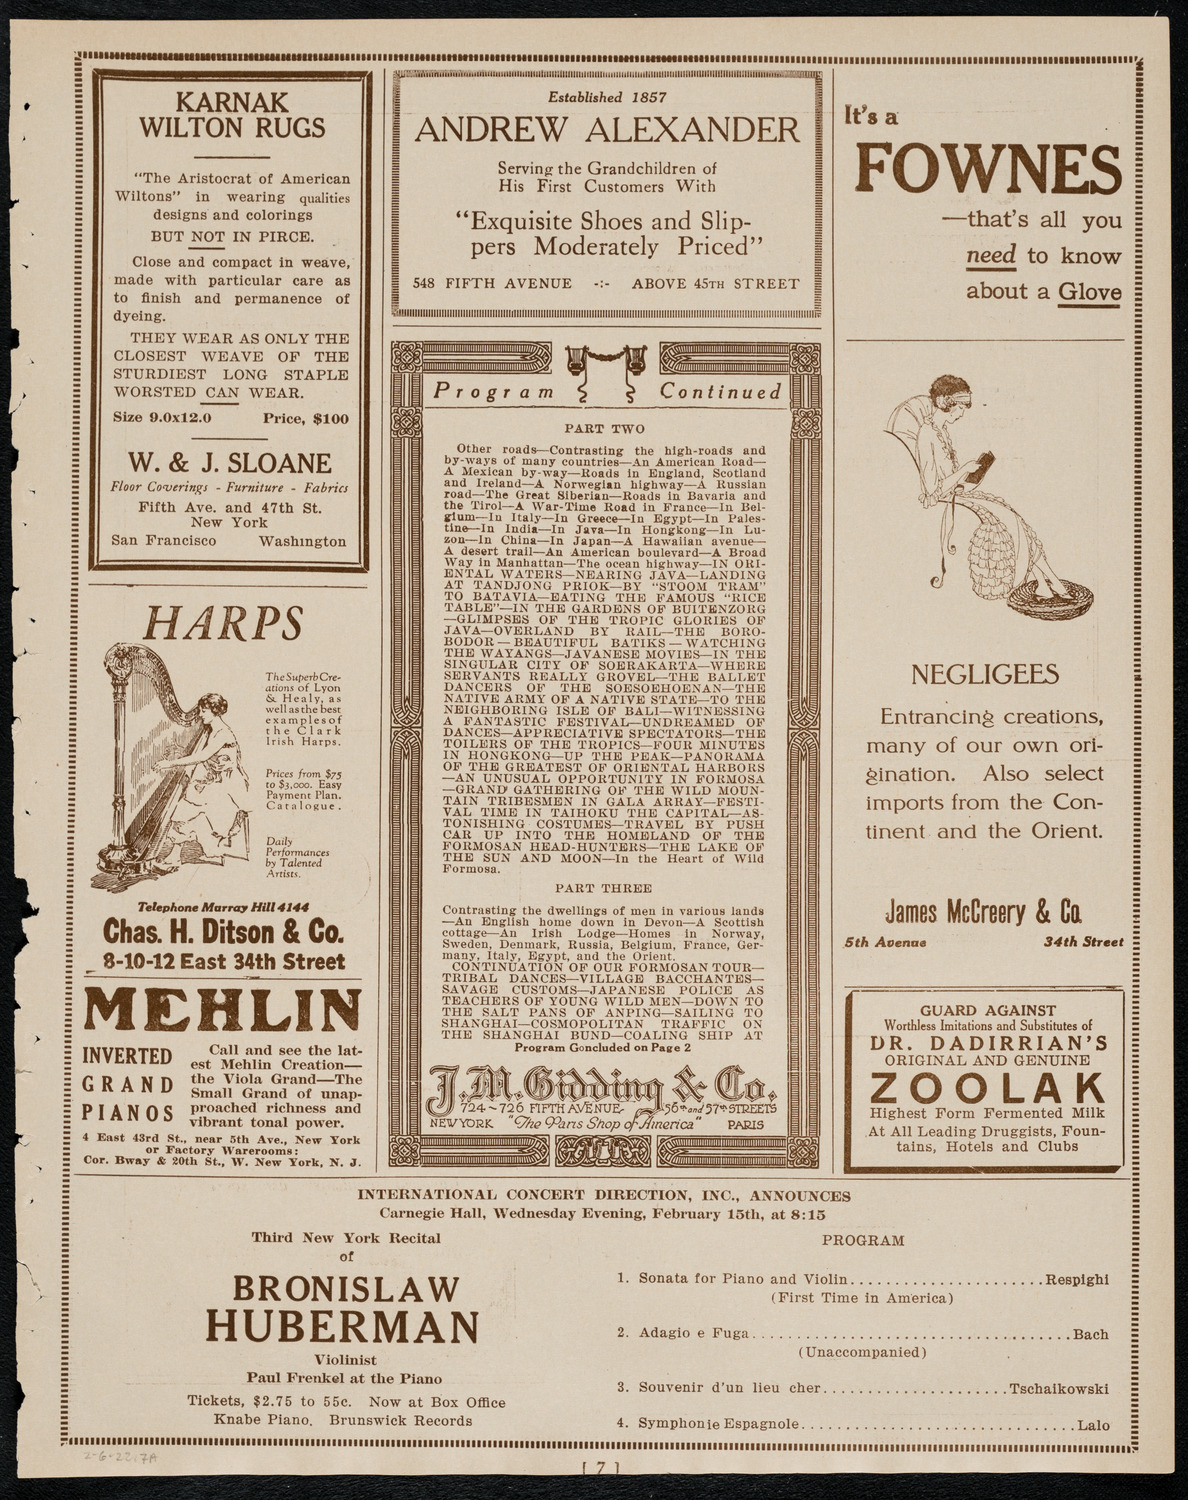 KARNAK
WILTON RUGS
"The Aristocrat of American
Wiltons" in wearing qualities
designs and colorings
BUT NOT IN PIRCE.
Close and compact in weave,
made with particular care as
to finish and permanence of
dyeing.
THEY WEAR AS ONLY THE
CLOSEST WEAVE OF THE
STURDIEST LONG STAPLE
WORSTED CAN WEAR.
Size 9.0x12.0 Price, $100
W. & J. SLOANE
Floor Coverings - Furniture - Fabrics
Fifth Ave. and 47th St.
New York
San Francisco Washington
HARPS
The Superb Cre-
ations of Lyon
& Healy, as
well as the best
examples of
the Clark
Irish Harps.
Prices from $75
to $3,000. Easy
Payment Plan.
Catalogue.
Daily
Performances
by Talented
Artists.
Telephone Murray Hill 4144
Chas. H. Ditson & Co.
8-10-12 East 34th Street
MEHLIN
INVERTED
GRAND
PIANOS
Call and see the lat-
est Mehlin Creation—
the Viola Grand—The
Small Grand of unap-
proached richness and
vibrant tonal power.
4 East 43rd St., near 5th Ave., New York
or Factory Warerooms:
Cor. Bway & 20th St., W. New York, N. J.
Established 1857
ANDREW ALEXANDER
Serving the Grandchildren of
His First Customers With
"Exquisite Shoes and Slip-
pers Moderately Priced"
548 FIFTH AVENUE -:- ABOVE 45TH STREET
Program Continued
PART TWO
Other roads—Contrasting the high-roads and
by-ways of many countries—An American Road—
A Mexican by-way—Roads in England, Scotland
and Ireland—A Norwegian highway—A Russian
road—The Great Siberian—Roads in Bavaria and
the Tirol—A War-Time Road in France—In Bel-
gium—In Italy—In Greece—In Egypt—In Pales-
tine—In India—In Java—In Hongkong—In Lu-
zon—In China—In Japan—A Hawaiian avenue—
A desert trail—An American boulevard—A Broad
Way in Manhattan—The ocean highway—IN ORI-
ENTAL WATERS—NEARING JAVA—LANDING
AT TANDJONG PRIOK—BY "STOOM TRAM"
TO BATAVIA—EATING THE FAMOUS "RICE
TABLE"—IN THE GARDENS OF BUITENZORG
—GLIMPSES OF THE TROPIC GLORIES OF
JAVA—OVERLAND BY RAIL—THE BORO-
BODOR—BEAUTIFUL BATIKS—WATCHING
THE WAYANGS—JAVANESE MOVIES—IN THE
SINGULAR CITY OF SOERAKARTA—WHERE
SERVANTS REALLY GROVEL—THE BALLET
DANCERS OF THE SOESOEHOENAN—THE
NATIVE ARMY OF A NATIVE STATE—TO THE
NEIGHBORING ISLE OF BALI—WITNESSING
A FANTASTIC FESTIVAL—UNDREAMED OF
DANCES—APPRECIATIVE SPECTATORS—THE
TOILERS OF THE TROPICS—FOUR MINUTES
IN HONGKONG—UP THE PEAK—PANORAMA
OF THE GREATEST OF ORIENTAL HARBORS
—AN UNUSUAL OPPORTUNITY IN FORMOSA
—GRAND GATHERING OF THE WILD MOUN-
TAIN TRIBESMEN IN GALA ARRAY—FESTI-
VAL TIME IN TAIHOKU THE CAPITAL—AS-
TONISHING COSTUMES—TRAVEL BY PUSH
CAR UP INTO THE HOMELAND OF THE
FORMOSAN HEAD-HUNTERS—THE LAKE OF
THE SUN AND MOON—In the Heart of Wild
Formosa.
PART THREE
Contrasting the dwellings of men in various lands
—An English home down in Devon—A Scottish
cottage—An Irish Lodge—Homes in Norway,
Sweden, Denmark, Russia, Belgium, France, Ger-
many, Italy, Egypt, and the Orient.
CONTINUATION OF OUR FORMOSAN TOUR—
TRIBAL DANCES—VILLAGE BACCHANTES—
SAVAGE CUSTOMS—JAPANESE POLICE AS
TEACHERS OF YOUNG WILD MEN—DOWN TO
THE SALT PANS OF ANPING—SAILING TO
SHANGHAI—COSMOPOLITAN TRAFFIC ON
THE SHANGHAI BUND—COALING SHIP AT
Program Concluded on Page 2
J.M. Gidding & Co.
724~726 FIFTH AVENUE- 56th and 57th STREETS
NEW YORK "The Paris Shop of America" PARIS
It's a
FOWNES
—that's all you
need to know
about a Glove
NEGLIGEES
Entrancing creations,
many of our own ori-
gination. Also select
imports from the Con-
tinent and the Orient.
James McCreery & Co.
5th Avenue 34th Street
GUARD AGAINST
Worthless Imitations and Substitutes of
DR. DADIRRIAN'S
ORIGINAL AND GENUINE
ZOOLAK
Highest Form Fermented Milk
At All Leading Druggists, Foun-
tains, Hotels and Clubs
INTERNATIONAL CONCERT DIRECTION, INC., ANNOUNCES
Carnegie Hall, Wednesday Evening, February 15th, at 8:15
Third New York Recital
of
BRONISLAW
HUBERMAN
Violinist
Paul Frenkel at the Piano
Tickets, $2.75 to 55c. Now at Box Office
Knabe Piano. Brunswick Records
PROGRAM
1. Sonata for Piano and Violin......................Respighi
(First Time in America)
2. Adagio e Fuga....................................Bach
(Unaccompanied)
3. Souvenir d'un lieu cher.....................Tschaikowski
4. Symphonie Espagnole...............................Lalo
2-6-22.7A
[ 7 ]